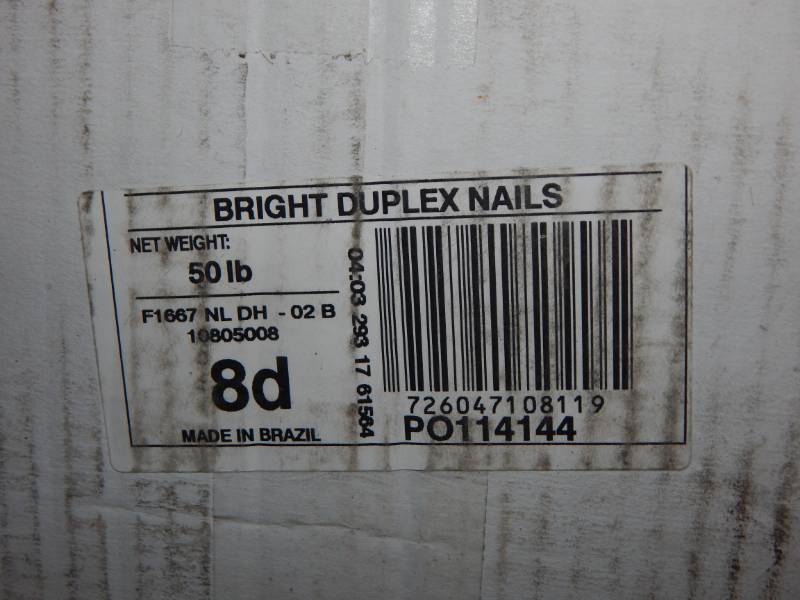 BRIGHT DUPLEX NAILS
NET WEIGHT:
50 lb
F1667 NL DH - 02 B
10805008
8d
MADE IN BRAZIL
04:03 293 17 61564
726047108119
PO114144